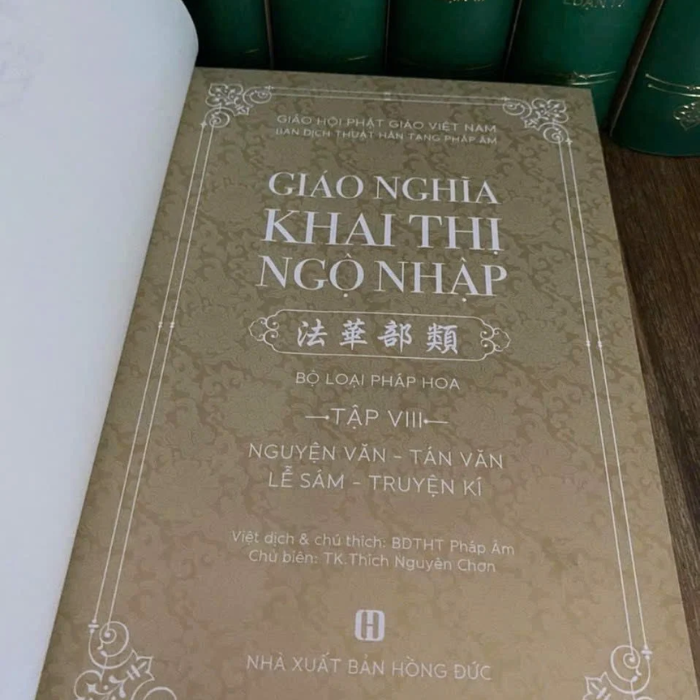 GIÁO HỘI PHẬT GIÁO VIỆT NAM
BAN DỊCH THUẬT HÁN TẠNG PHÁP ÂM
GIÁO NGHĨA
KHAI THỊ
NGỘ NHẬP
法華部類
BỘ LOẠI PHÁP HOA
TẬP VIII
NGUYỆN VĂN - TÁN VĂN
LỄ SÁM - TRUYỆN KÍ
Việt dịch & chú thích: BDTHT Pháp Âm
Chủ biên: TK.Thích Nguyên Chơn
H
NHÀ XUẤT BẢN HỒNG ĐỨC